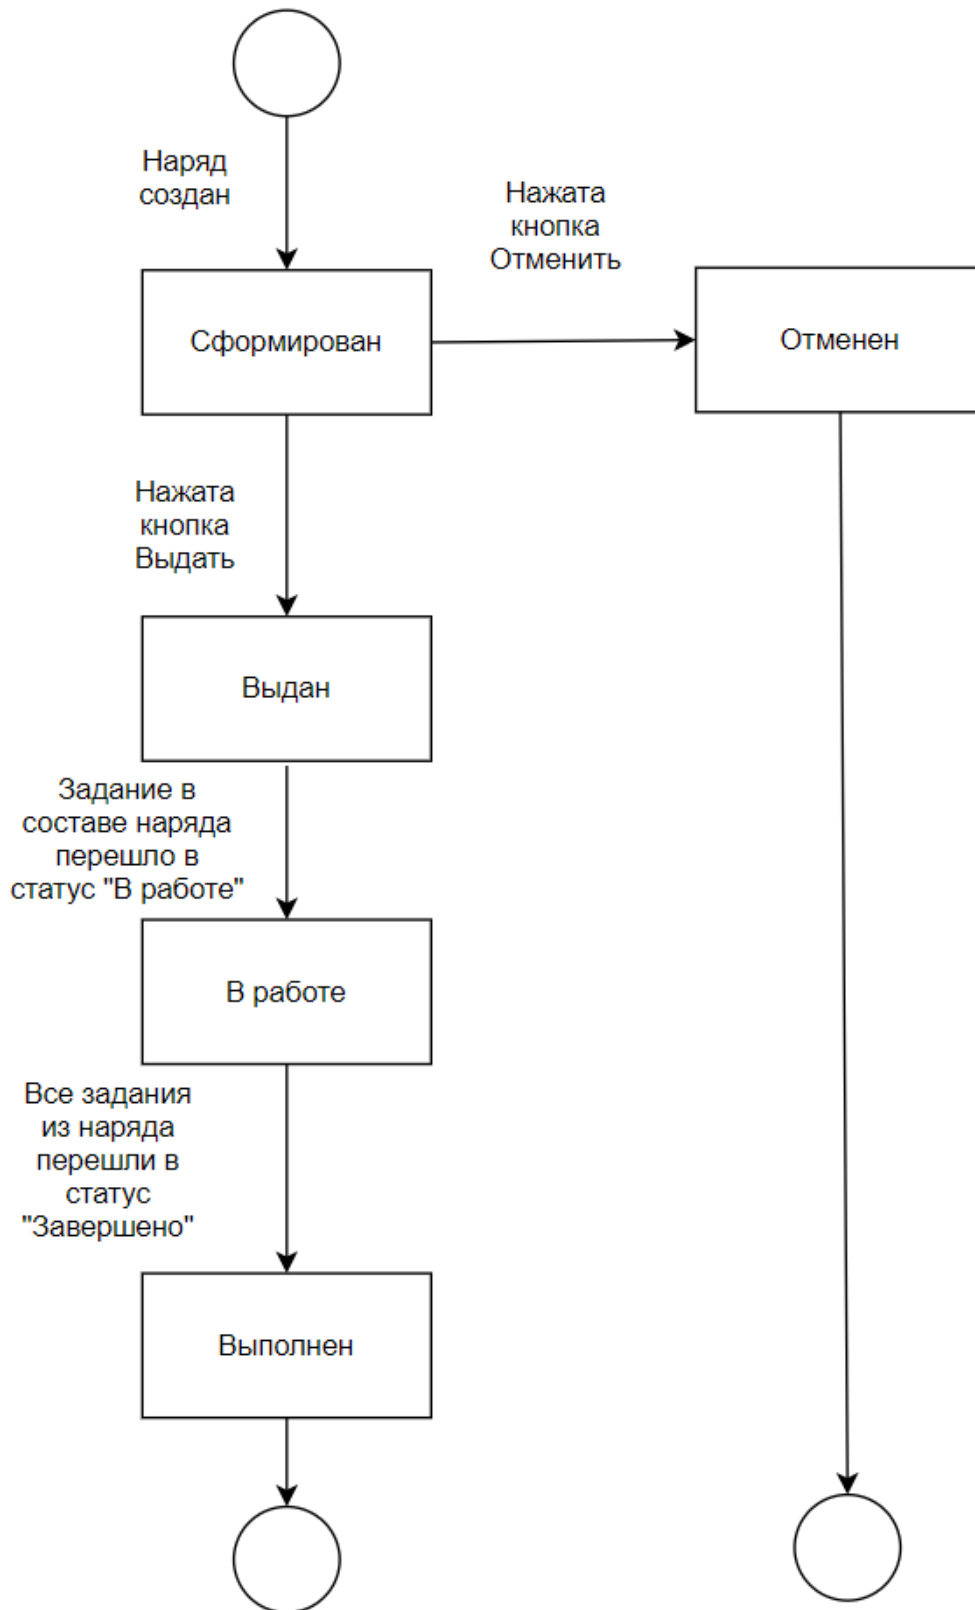 Наряд
создан
Нажата
кнопка
Отменить
Сформирован
Отменен
Нажата
кнопка
Выдать
Выдан
Задание в
составе наряда
перешло в
статус "В работе"
В работе
Все задания
из наряда
перешли в
статус
"Завершено"
Выполнен